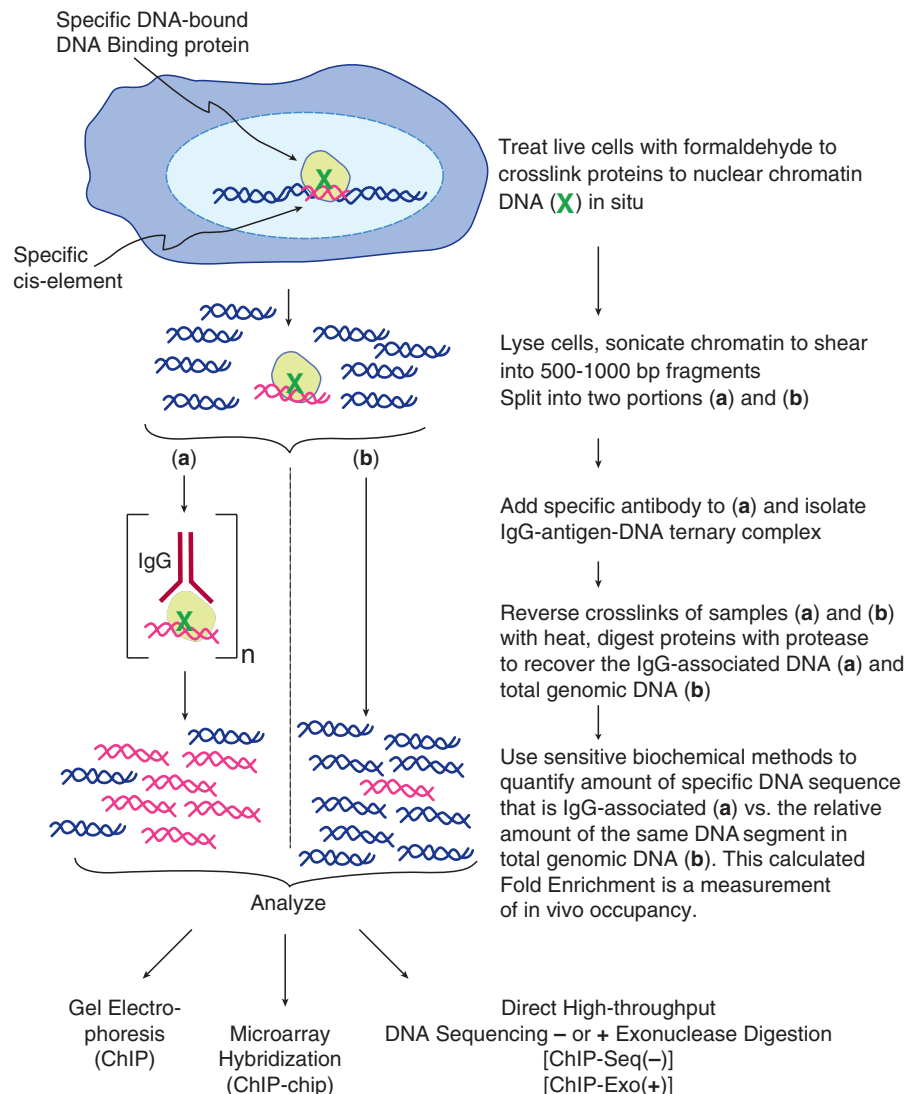 Specific DNA-bound
DNA Binding protein
X
Treat live cells with formaldehyde to
crosslink proteins to nuclear chromatin
DNA (X) in situ
Specific
cis-element
X
Lyse cells, sonicate chromatin to shear
into 500-1000 bp fragments
Split into two portions (a) and (b)
(a)
(b)
Add specific antibody to (a) and isolate
IgG-antigen-DNA ternary complex
IgG
X
n
Reverse crosslinks of samples (a) and (b)
with heat, digest proteins with protease
to recover the IgG-associated DNA (a) and
total genomic DNA (b)
Use sensitive biochemical methods to
quantify amount of specific DNA sequence
that is IgG-associated (a) vs. the relative
amount of the same DNA segment in
total genomic DNA (b). This calculated
Fold Enrichment is a measurement
of in vivo occupancy.
Analyze
Gel Electro-
phoresis
(ChIP)
Microarray
Hybridization
(ChIP-chip)
Direct High-throughput
DNA Sequencing – or + Exonuclease Digestion
[ChIP-Seq(–)]
[ChIP-Exo(+)]